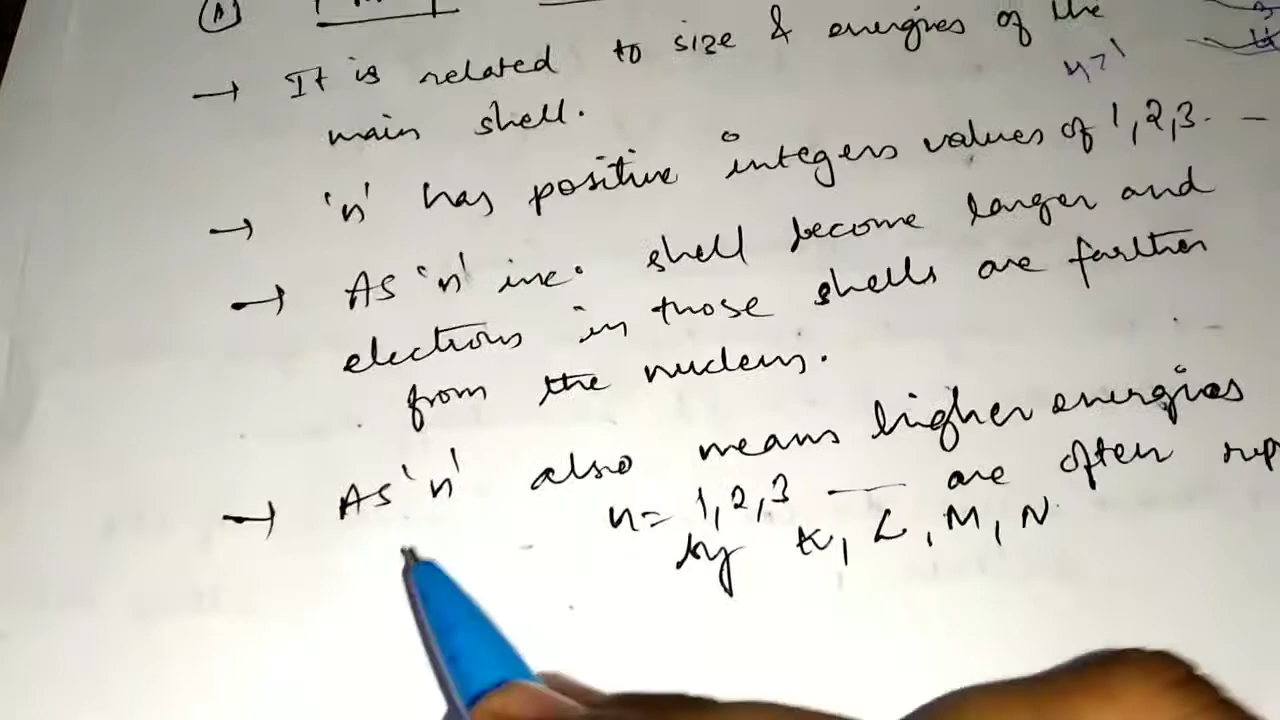 (A)
→ It is related to size & energies of the
main shell.
n>1
→ 'n' has positive integers values of 1,2,3. -
→ As 'n' inc. shell become larger and
electrons in those shells are farther
from the nucleus.
→ As 'n' also means higher energies
n= 1,2,3 — are often rep
by K, L, M, N.